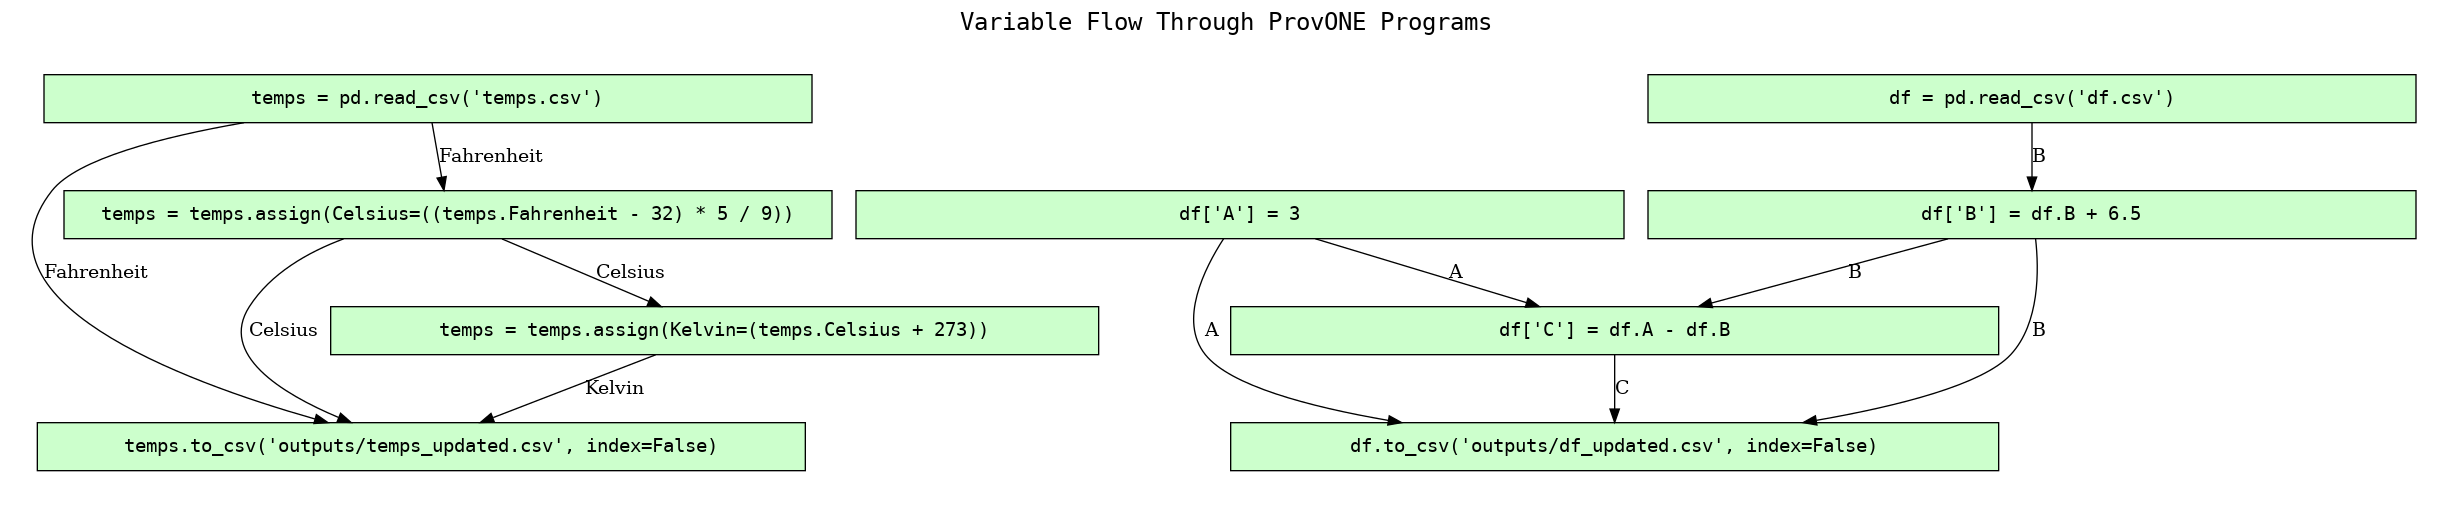 Variable Flow Through ProvONE Programs
temps = pd.read_csv('temps.csv')
df = pd.read_csv('df.csv')
Fahrenheit
B
temps = temps.assign(Celsius=((temps.Fahrenheit - 32) * 5 / 9))
df['A'] = 3
df['B'] = df.B + 6.5
Fahrenheit
Celsius
A
B
temps = temps.assign(Kelvin=(temps.Celsius + 273))
df['C'] = df.A - df.B
Celsius
A
B
Kelvin
C
temps.to_csv('outputs/temps_updated.csv', index=False)
df.to_csv('outputs/df_updated.csv', index=False)